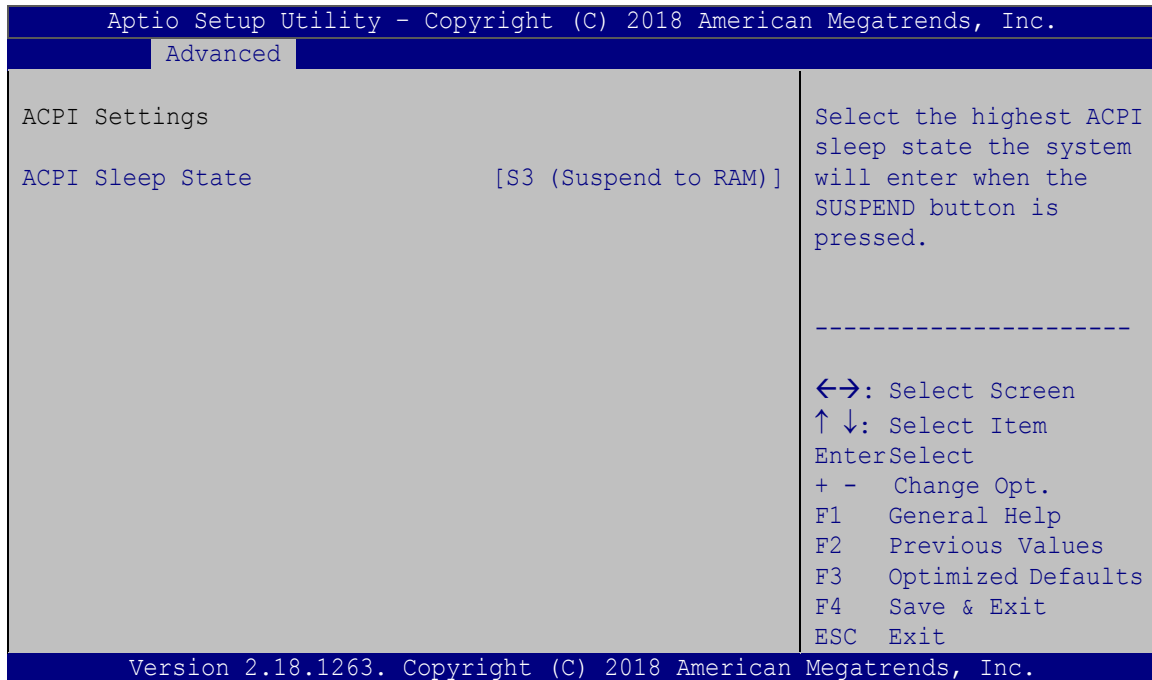 Aptio Setup Utility – Copyright (C) 2018 American Megatrends, Inc.
Advanced
ACPI Settings
ACPI Sleep State [S3 (Suspend to RAM)]
Select the highest ACPI
sleep state the system
will enter when the
SUSPEND button is
pressed.
----------------------
←→: Select Screen
↑ ↓: Select Item
EnterSelect
+ - Change Opt.
F1 General Help
F2 Previous Values
F3 Optimized Defaults
F4 Save & Exit
ESC Exit
Version 2.18.1263. Copyright (C) 2018 American Megatrends, Inc.